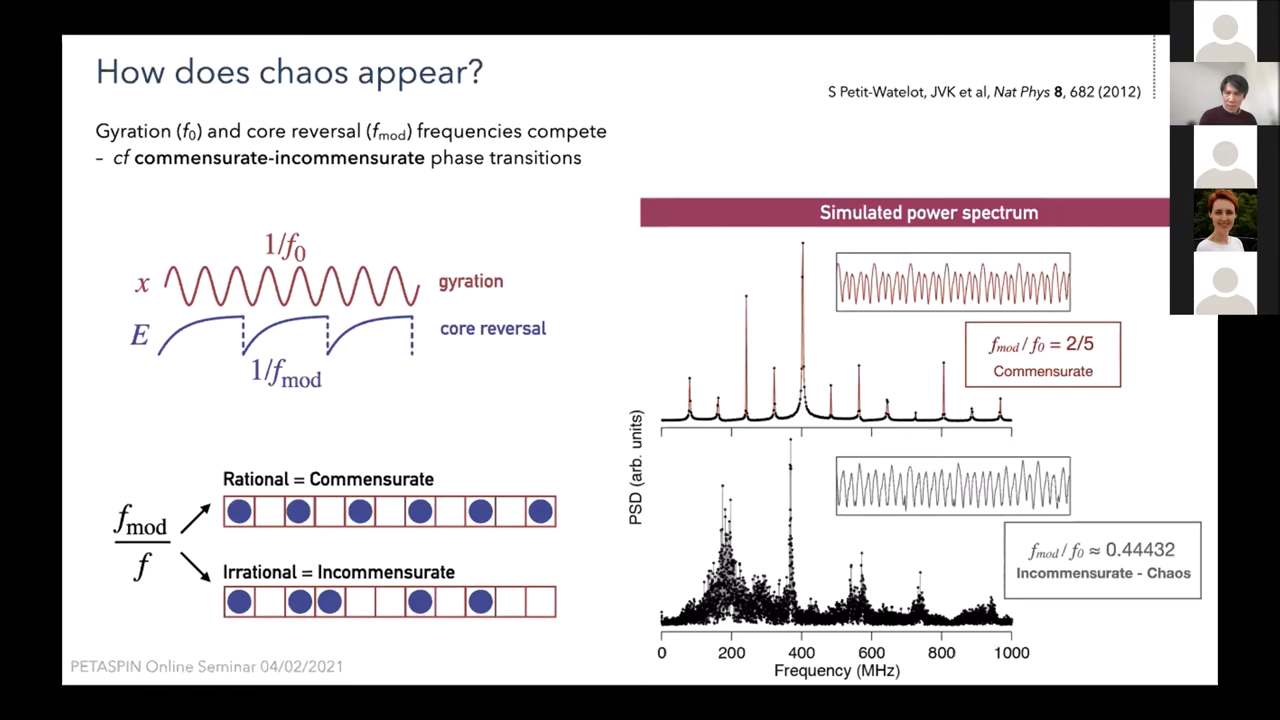 How does chaos appear?
S Petit-Watelot, JVK et al, Nat Phys 8, 682 (2012)
Gyration (f₀) and core reversal (fmod) frequencies compete
– cf commensurate-incommensurate phase transitions
1/f₀
x
gyration
E
core reversal
1/fmod
Rational = Commensurate
fmod
f
Irrational = Incommensurate
Simulated power spectrum
fmod / f₀ = 2/5
Commensurate
PSD (arb. units)
fmod / f₀ ≈ 0.44432
Incommensurate - Chaos
0 200 400 600 800 1000
Frequency (MHz)
PETASPIN Online Seminar 04/02/2021